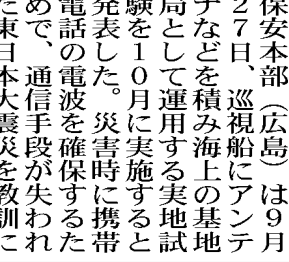 保安本部（広島）は９月
２７日、巡視船にアンテ
ナなどを積み海上の基地
局として運用する実地試
験を１０月に実施すると
発表した。災害時に携帯
電話の電波を確保するた
めで、通信手段が失われ
た東日本大震災を教訓に